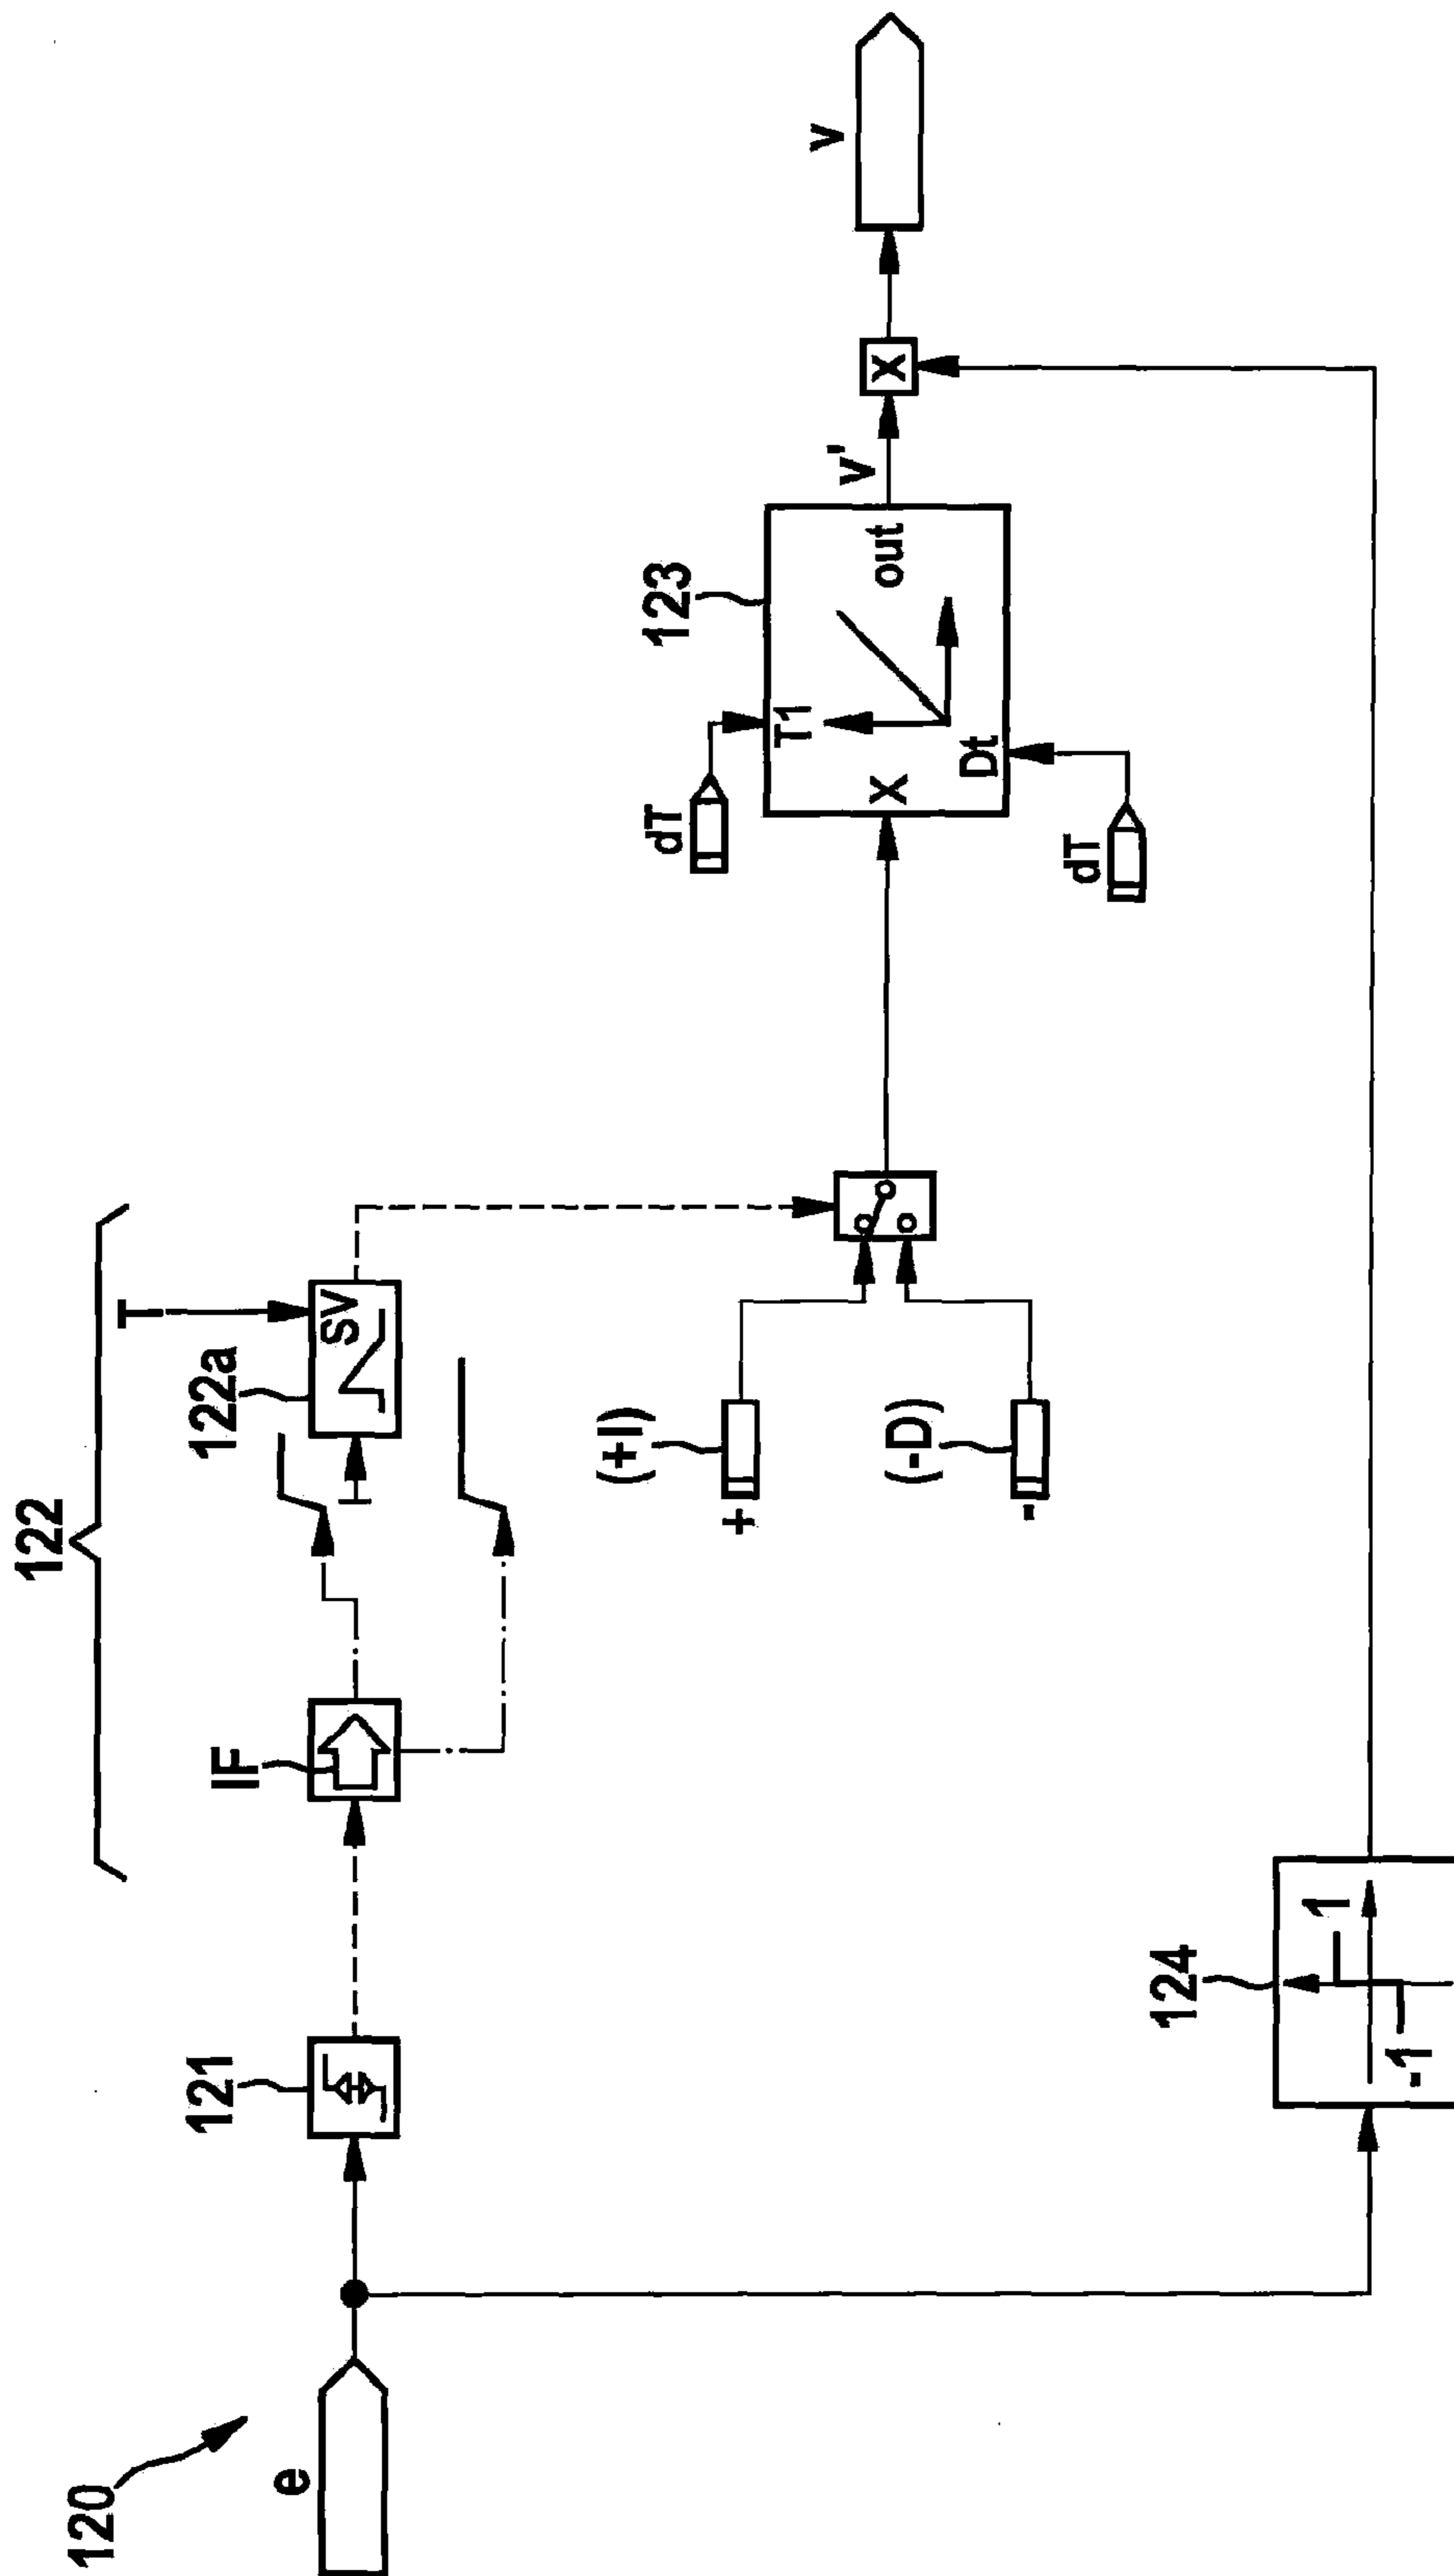 120
e
121
122
IF
122a
T
SV
(+I)
+
(-D)
-
dT
123
T1
X
Dt
out
dT
v'
X
v
124
1
-1